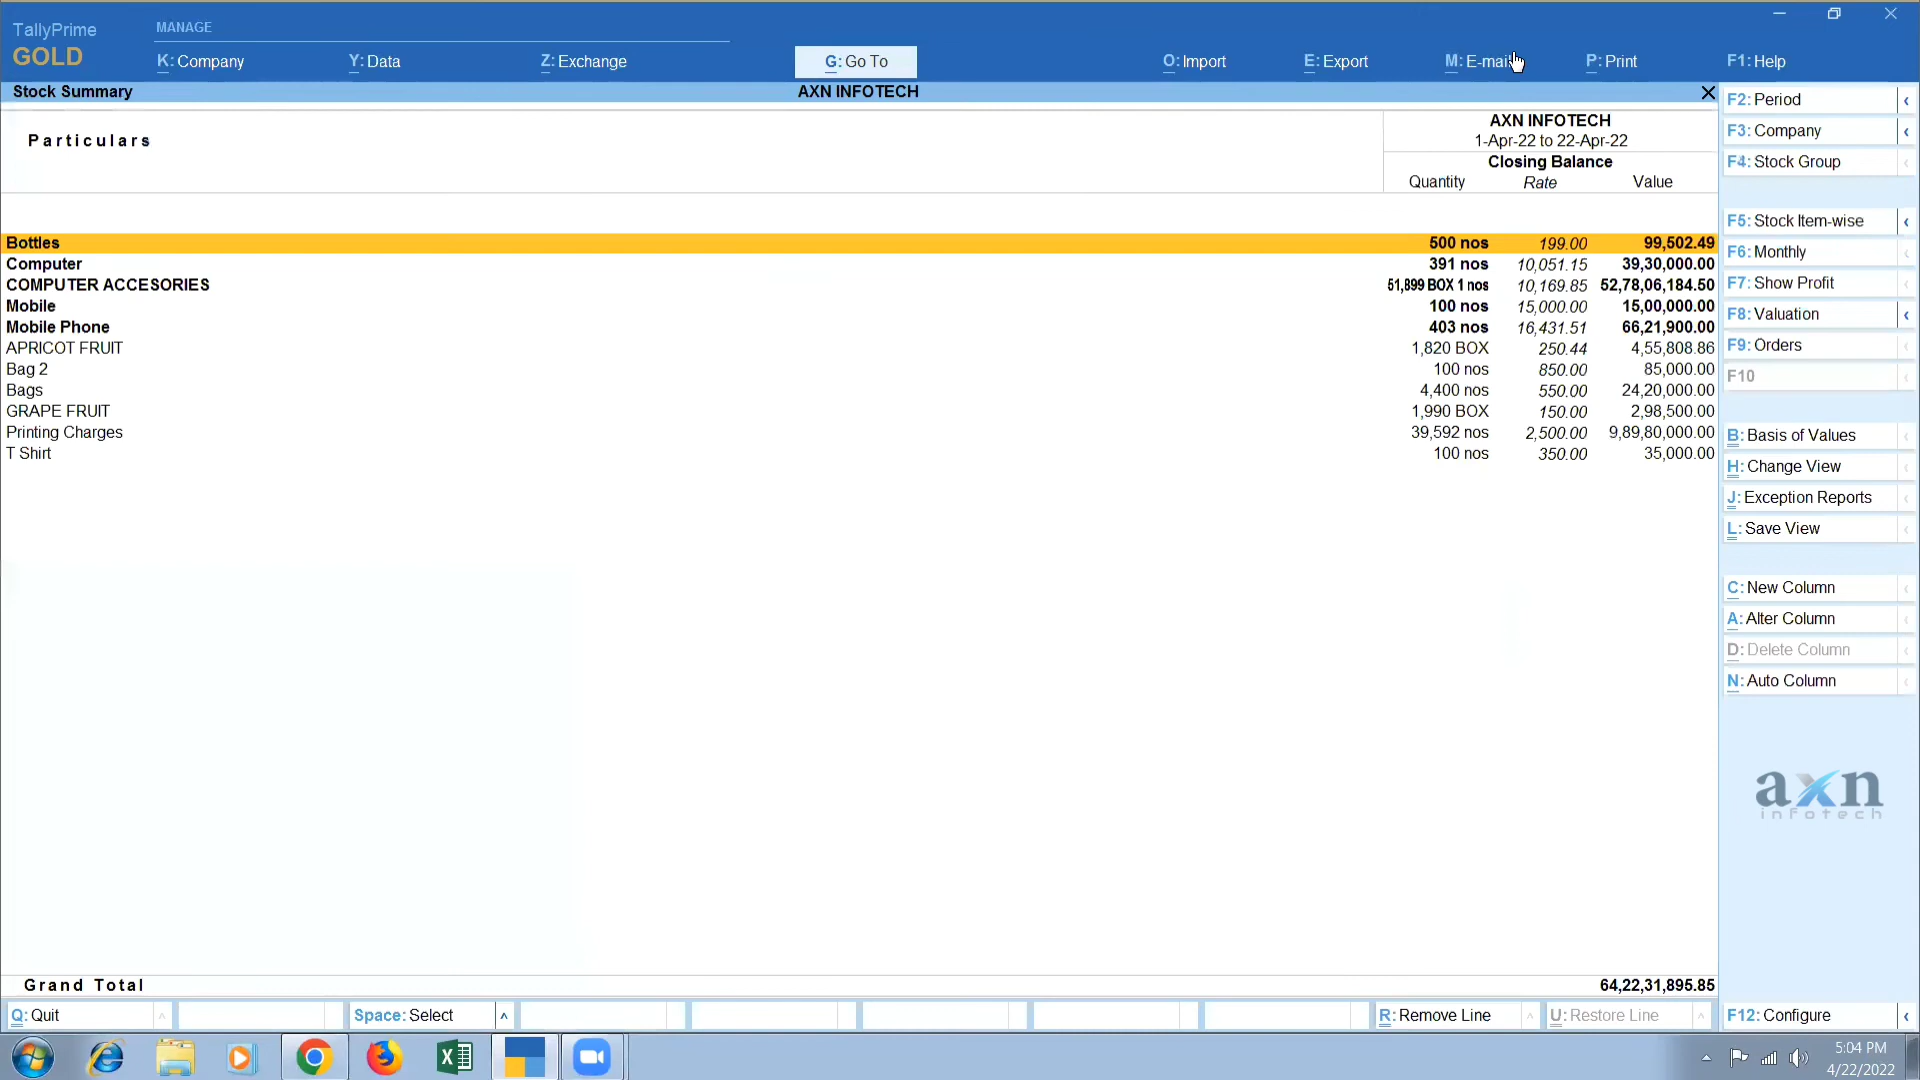 TallyPrime
GOLD
MANAGE
K: Company
Y: Data
Z: Exchange
G: Go To
O: Import
E: Export
M: E-mail
P: Print
F1: Help
Stock Summary
AXN INFOTECH
Particulars
AXN INFOTECH
1-Apr-22 to 22-Apr-22
Closing Balance
Quantity Rate Value
Bottles 500 nos 199.00 99,502.49
Computer 391 nos 10,051.15 39,30,000.00
COMPUTER ACCESORIES 51,899 BOX 1 nos 10,169.85 52,78,06,184.50
Mobile 100 nos 15,000.00 15,00,000.00
Mobile Phone 403 nos 16,431.51 66,21,900.00
APRICOT FRUIT 1,820 BOX 250.44 4,55,808.86
Bag 2 100 nos 850.00 85,000.00
Bags 4,400 nos 550.00 24,20,000.00
GRAPE FRUIT 1,990 BOX 150.00 2,98,500.00
Printing Charges 39,592 nos 2,500.00 9,89,80,000.00
T Shirt 100 nos 350.00 35,000.00
Grand Total 64,22,31,895.85
F2: Period
F3: Company
F4: Stock Group
F5: Stock Item-wise
F6: Monthly
F7: Show Profit
F8: Valuation
F9: Orders
F10
B: Basis of Values
H: Change View
J: Exception Reports
L: Save View
C: New Column
A: Alter Column
D: Delete Column
N: Auto Column
axn
infotech
Q: Quit
Space: Select
R: Remove Line
U: Restore Line
F12: Configure
5:04 PM
4/22/2022